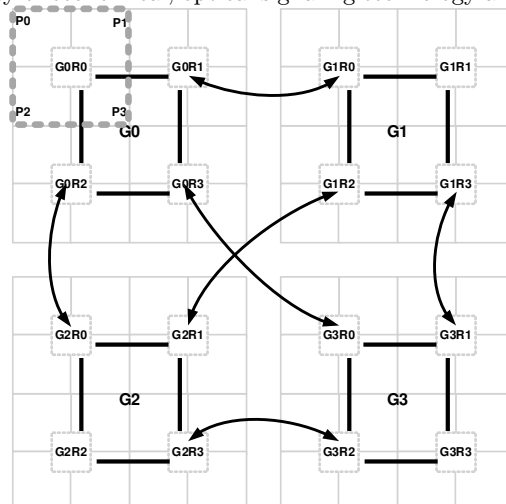 P0 P1
G0R0 G0R1 G1R0 G1R1
P2 P3
G0 G1
G0R2 G0R3 G1R2 G1R3
G2R0 G2R1 G3R0 G3R1
G2 G3
G2R2 G2R3 G3R2 G3R3